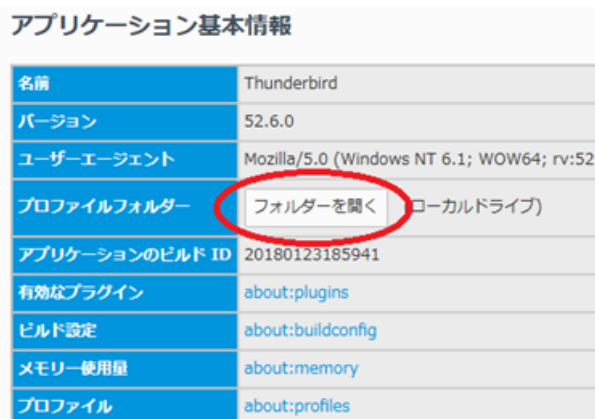 アプリケーション基本情報
名前 Thunderbird
バージョン 52.6.0
ユーザーエージェント Mozilla/5.0 (Windows NT 6.1; WOW64; rv:52
プロファイルフォルダー フォルダーを開く ローカルドライブ)
アプリケーションのビルド ID 20180123185941
有効なプラグイン about:plugins
ビルド設定 about:buildconfig
メモリー使用量 about:memory
プロファイル about:profiles